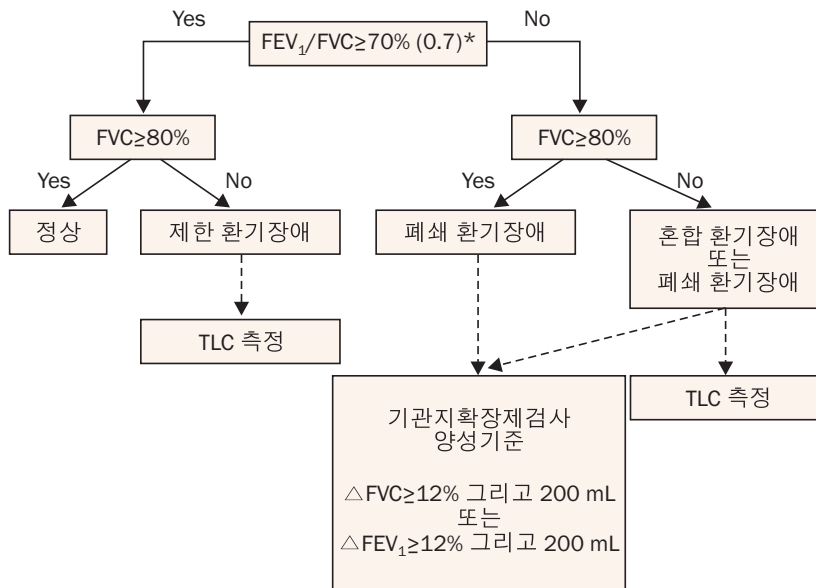 Yes
FEV₁/FVC≥70% (0.7)*
No
FVC≥80%
FVC≥80%
Yes
No
Yes
No
정상
제한 환기장애
폐쇄 환기장애
혼합 환기장애
또는
폐쇄 환기장애
TLC 측정
TLC 측정
기관지확장제검사
양성기준
△FVC≥12% 그리고 200 mL
또는
△FEV₁≥12% 그리고 200 mL